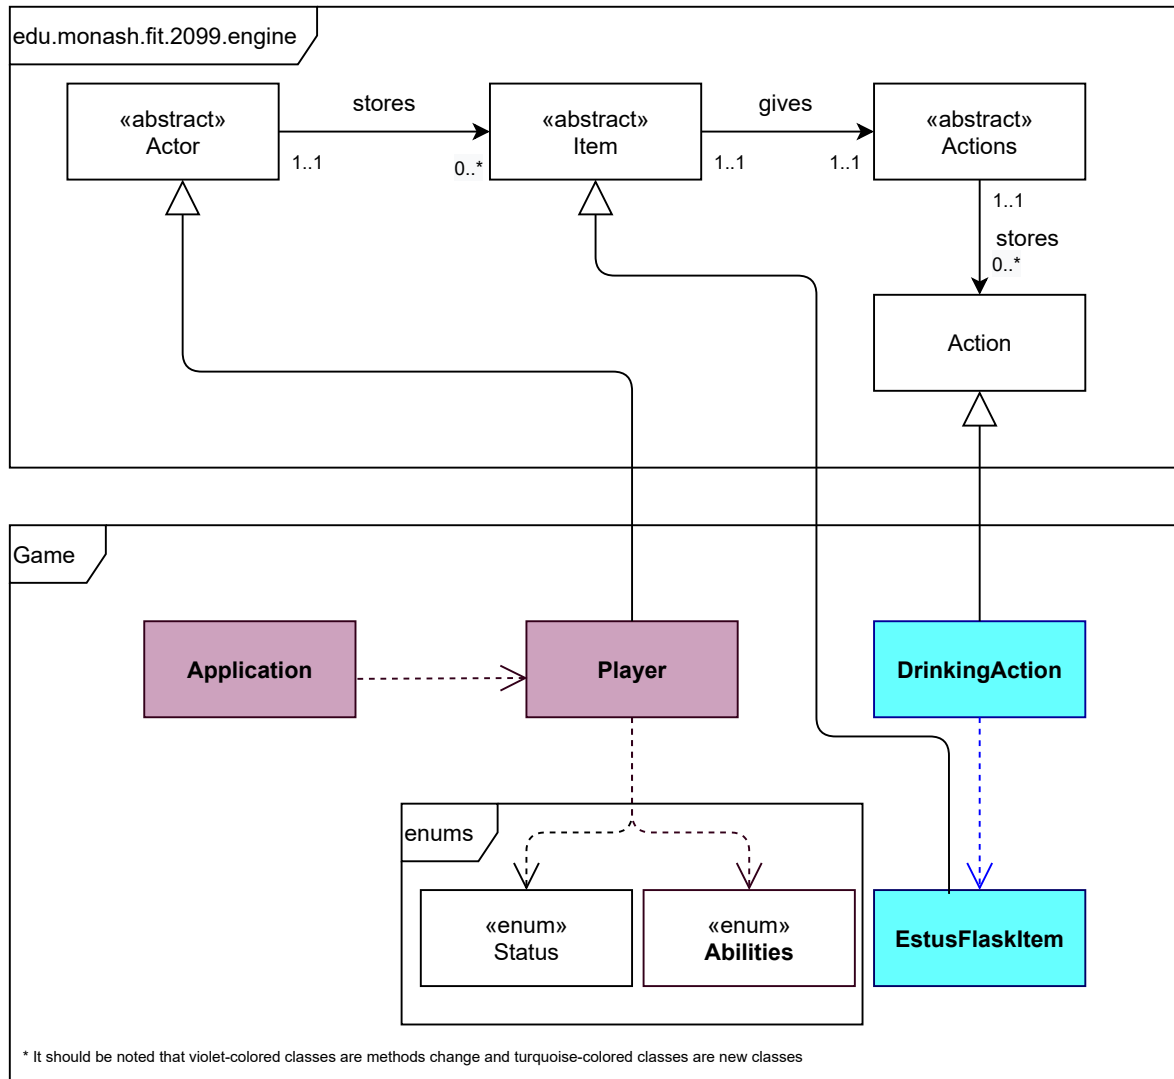 edu.monash.fit.2099.engine
stores
gives
«abstract»
Actor
«abstract»
Item
«abstract»
Actions
1..1
0..*
1..1
1..1
1..1
stores
0..*
Action
Game
Application
Player
DrinkingAction
enums
«enum»
Status
«enum»
Abilities
EstusFlaskItem
* It should be noted that violet-colored classes are methods change and turquoise-colored classes are new classes